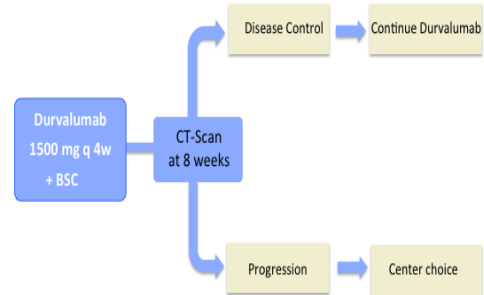 Disease Control
Continue Durvalumab
Durvalumab
1500 mg q 4w
+ BSC
CT-Scan
at 8 weeks
Progression
Center choice